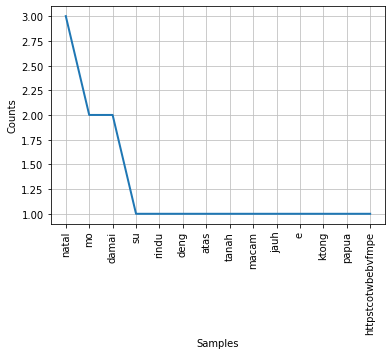 3.00
2.75
2.50
2.25
2.00
1.75
1.50
1.25
1.00
Counts
natal
mo
damai
su
rindu
deng
atas
tanah
macam
jauh
e
ktong
papua
httpstcotwbebvfmpe
Samples